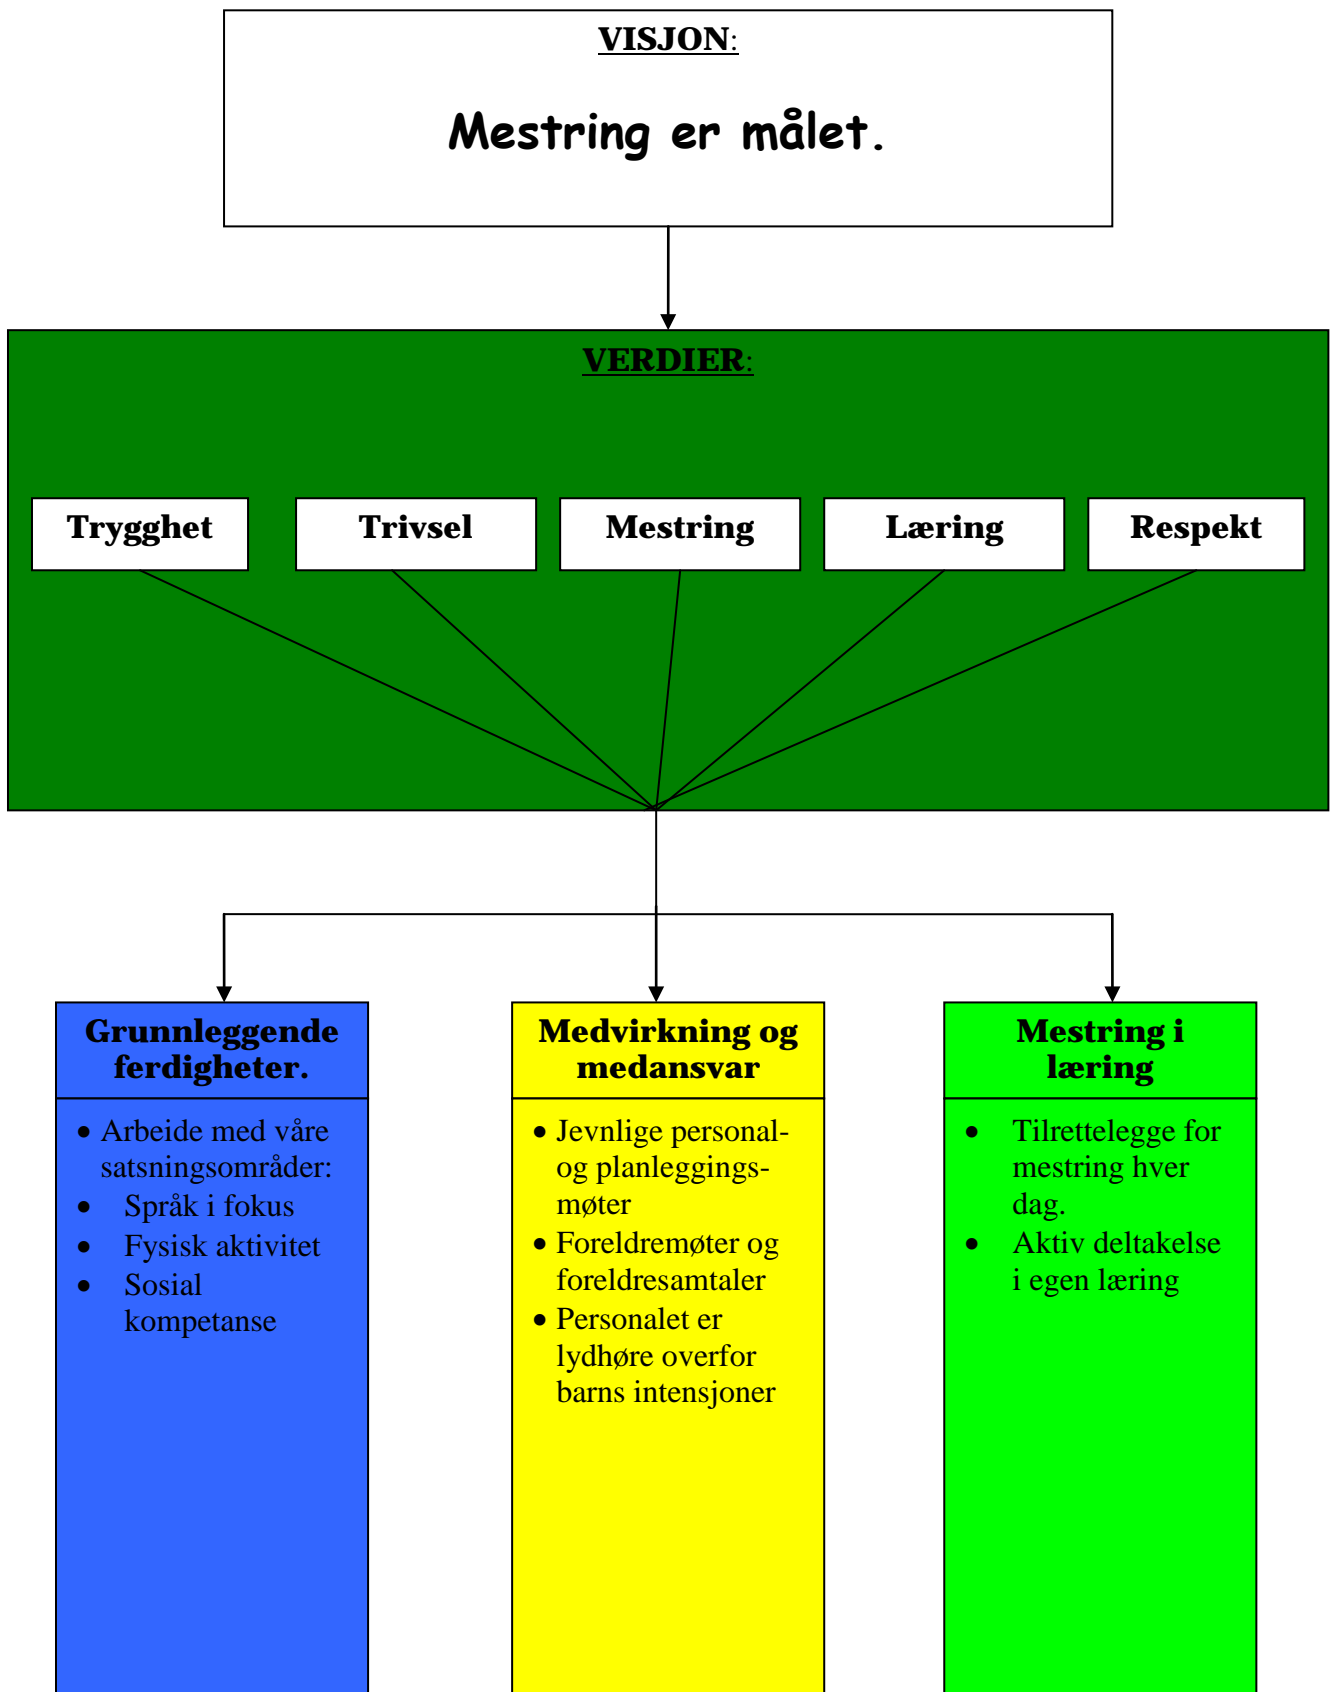 VISJON:
Mestring er målet.
VERDIER:
Trygghet
Trivsel
Mestring
Læring
Respekt
Grunnleggende
ferdigheter.
• Arbeide med våre
satsningsområder:
• Språk i fokus
• Fysisk aktivitet
• Sosial
kompetanse
Medvirkning og
medansvar
• Jevnlige personal-
og planleggings-
møter
• Foreldremøter og
foreldresamtaler
• Personalet er
lydhøre overfor
barns intensjoner
Mestring i
læring
• Tilrettelegge for
mestring hver
dag.
• Aktiv deltakelse
i egen læring